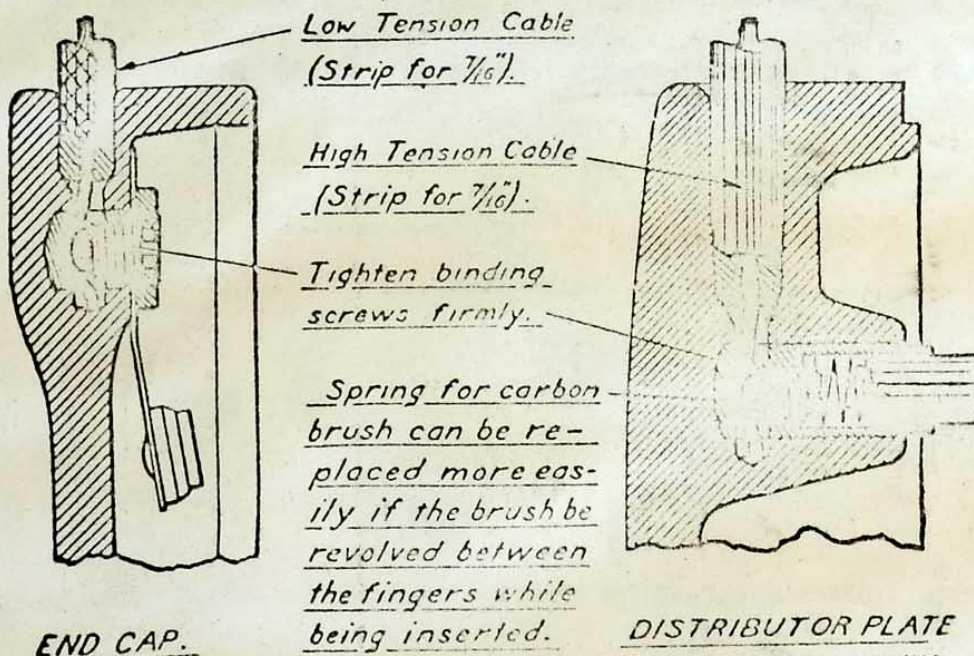 Low Tension Cable
(Strip for 7/16").
High Tension Cable
(Strip for 7/16").
Tighten binding
screws firmly.
Spring for carbon
brush can be re-
placed more eas-
ily if the brush be
revolved between
the fingers while
being inserted.
END CAP.
DISTRIBUTOR PLATE